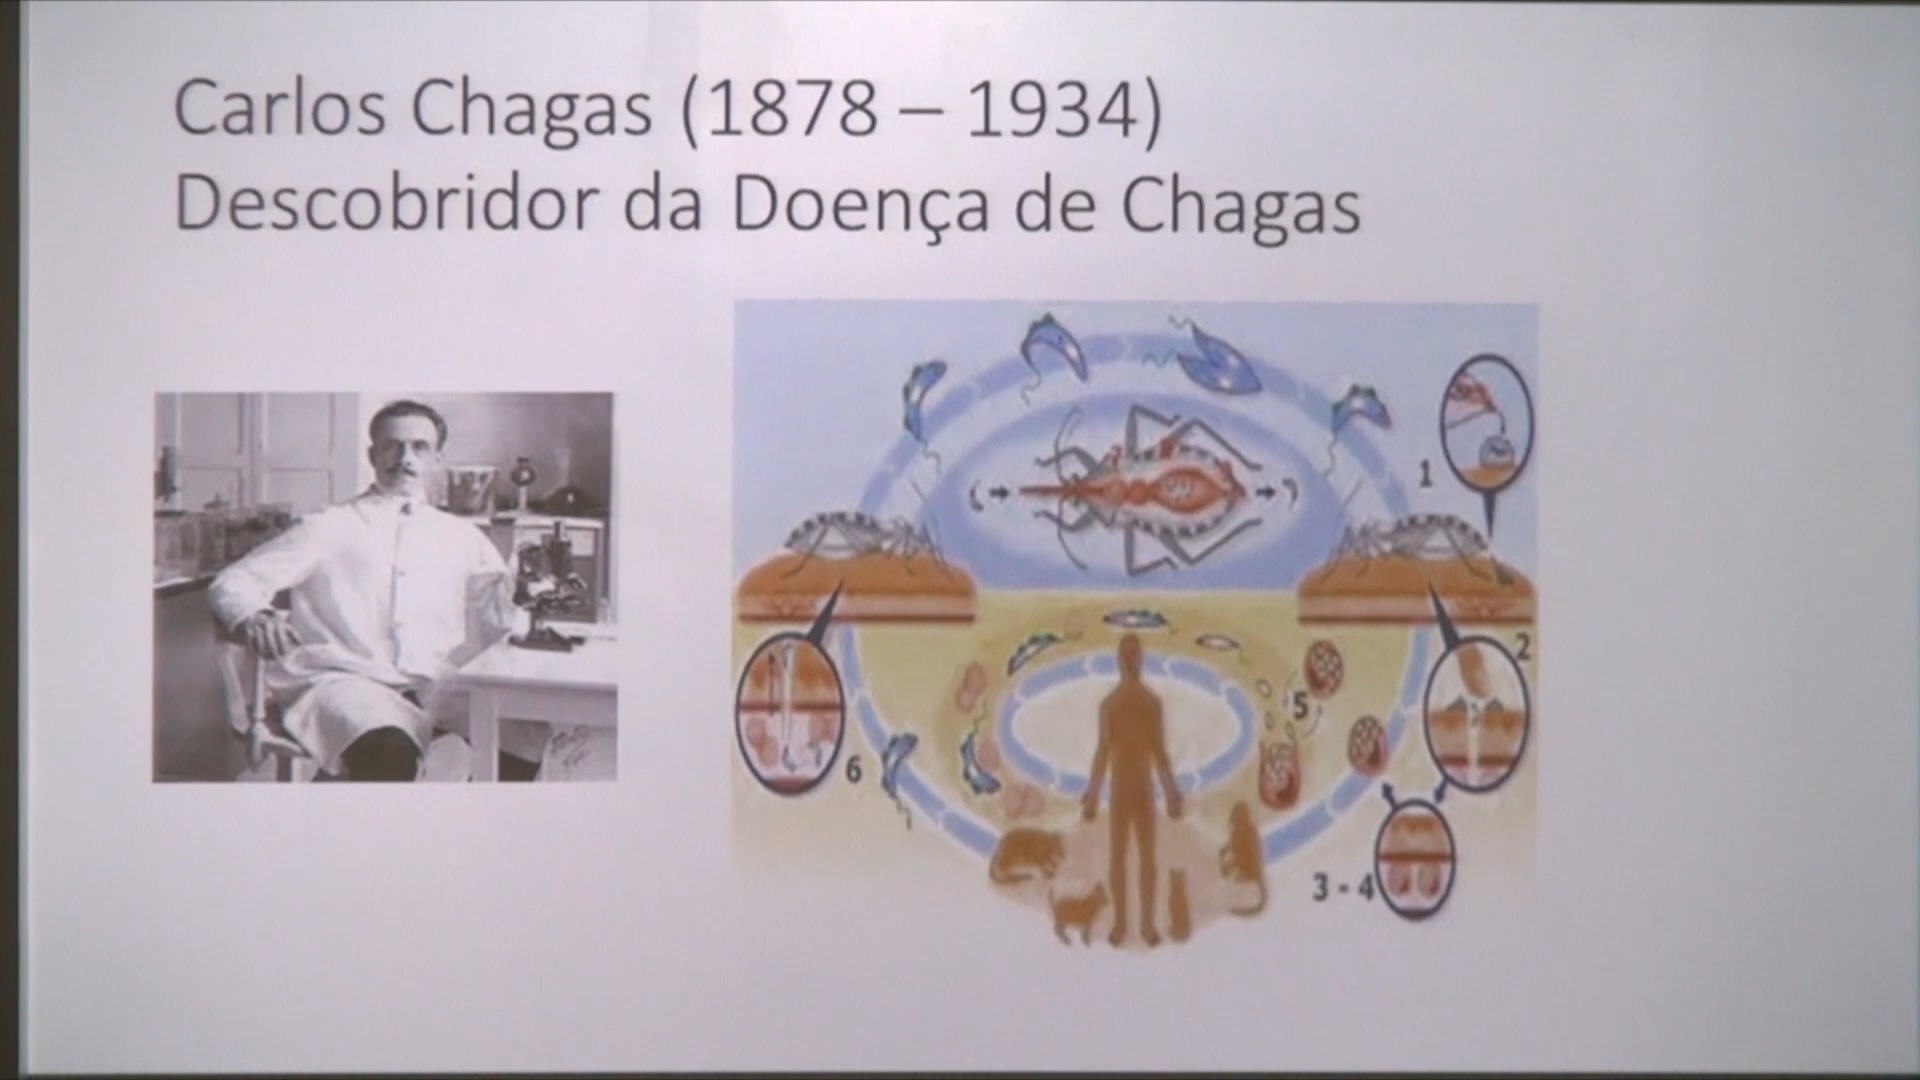 Carlos Chagas (1878 – 1934)
Descobridor da Doença de Chagas
1
2
5
6
3 - 4